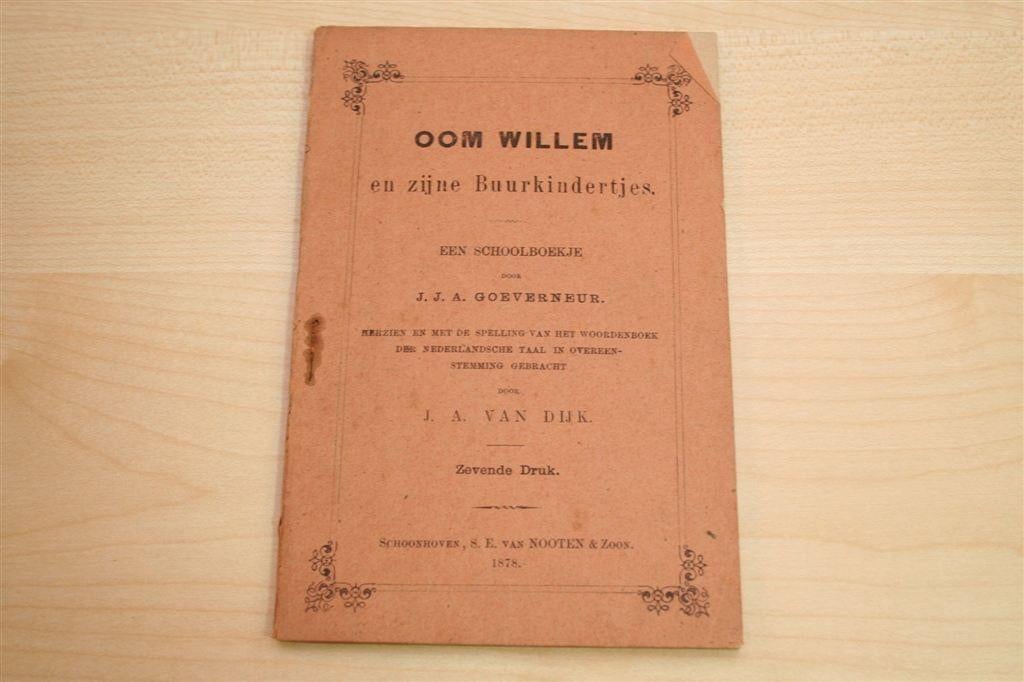 OOM WILLEM
en zijne Buurkindertjes.
EEN SCHOOLBOEKJE
DOOR
J. J. A. GOEVERNEUR.
HERZIEN EN MET DE SPELLING VAN HET WOORDENBOEK
DER NEDERLANDSCHE TAAL IN OVEREEN-
STEMMING GEBRACHT
DOOR
J. A. VAN DIJK.
Zevende Druk.
SCHOONHOVEN, S. E. VAN NOOTEN & ZOON.
1878.